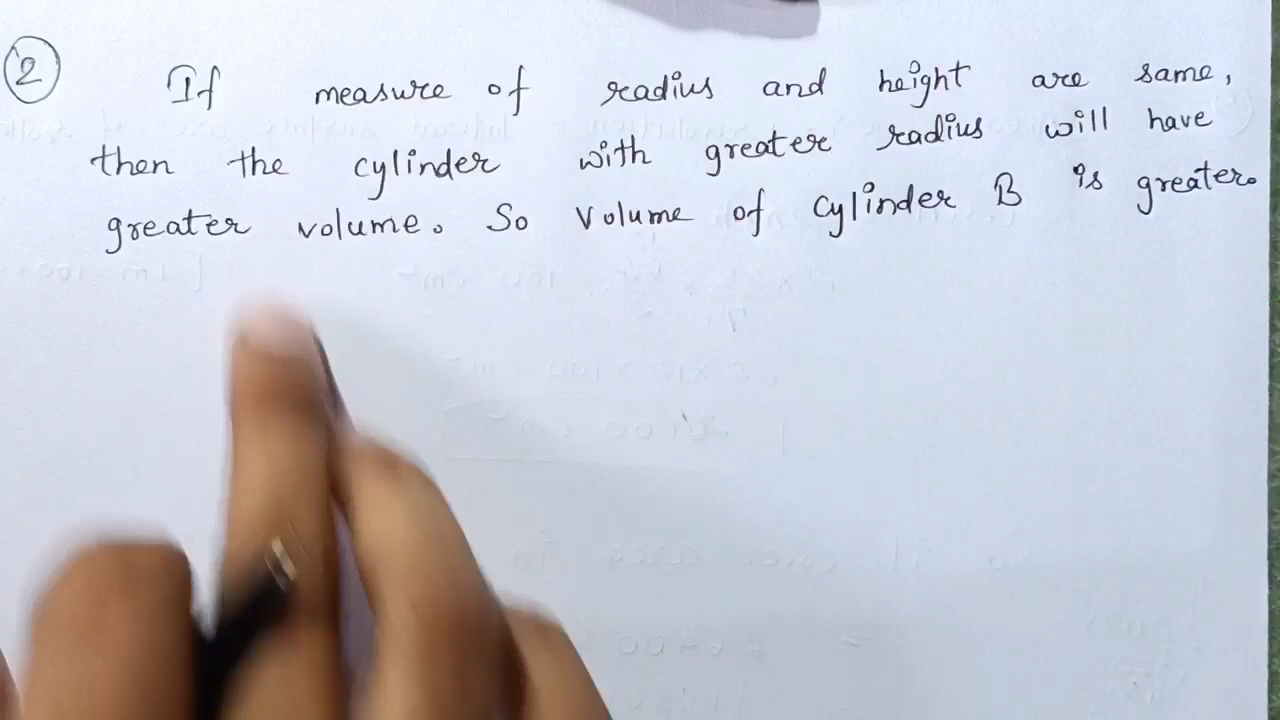 2 If measure of radius and height are same,
then the cylinder with greater radius will have
greater volume. So volume of cylinder B is greater.